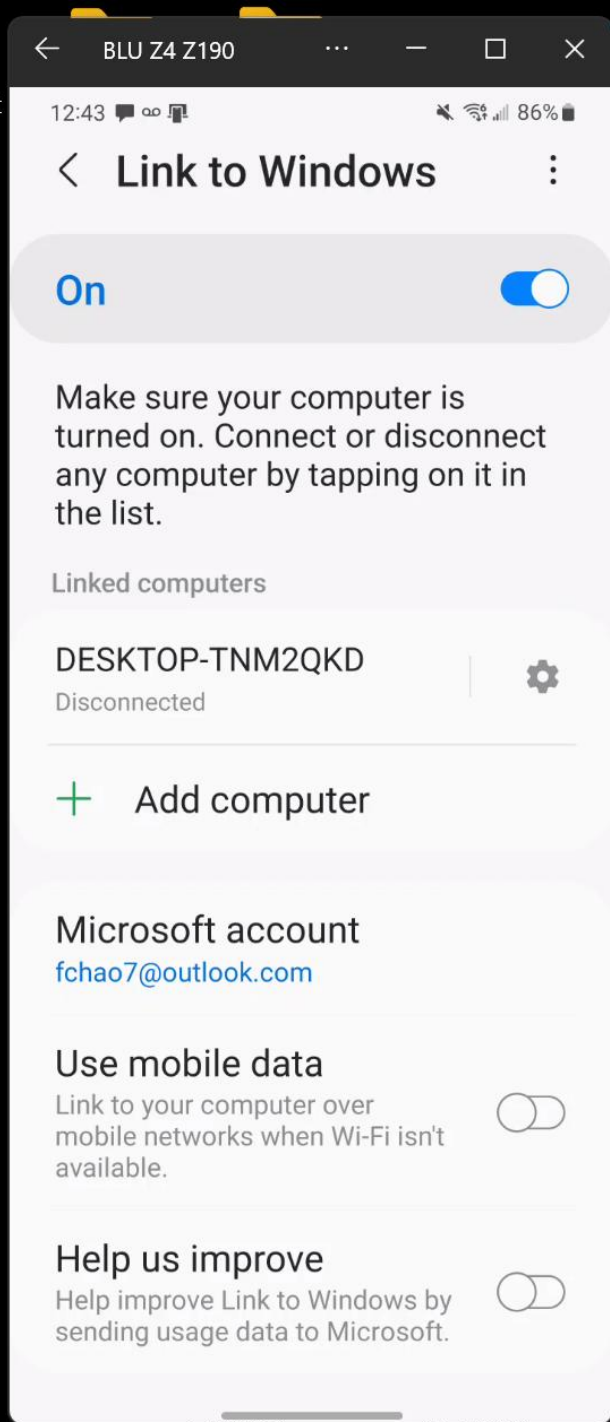 BLU Z4 Z190
12:43 86%
Link to Windows
On
Make sure your computer is
turned on. Connect or disconnect
any computer by tapping on it in
the list.
Linked computers
DESKTOP-TNM2QKD
Disconnected
Add computer
Microsoft account
fchao7@outlook.com
Use mobile data
Link to your computer over
mobile networks when Wi-Fi isn't
available.
Help us improve
Help improve Link to Windows by
sending usage data to Microsoft.